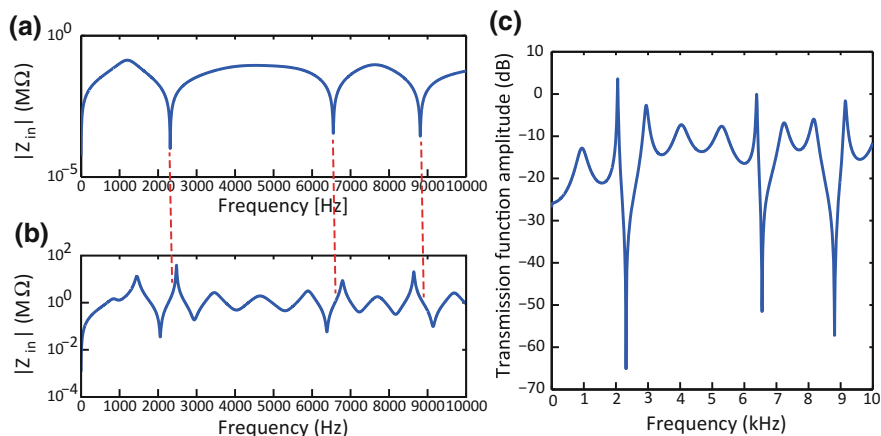 (a)
10^0
|Z_in| (MΩ)
10^-5
0 1000 2000 3000 4000 5000 6000 7000 8000 9000 10000
Frequency [Hz]
(b)
10^2
10^0
10^-2
10^-4
|Z_in| (MΩ)
0 1000 2000 3000 4000 5000 6000 7000 8000 9000 10000
Frequency (Hz)
(c)
10
0
−10
−20
−30
−40
−50
−60
−70
Transmission function amplitude (dB)
0 1 2 3 4 5 6 7 8 9 10
Frequency (kHz)